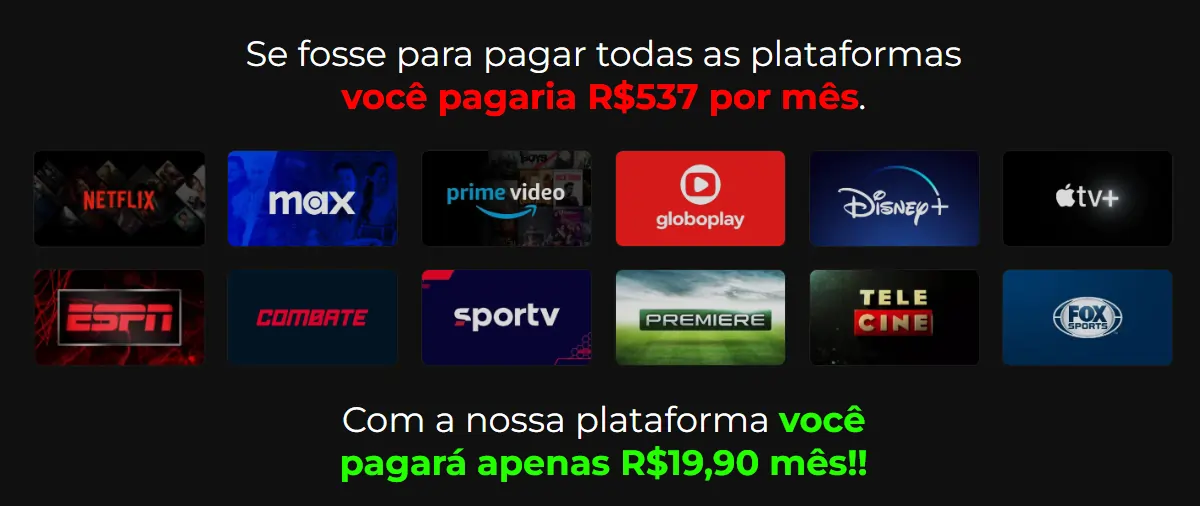 Se fosse para pagar todas as plataformas
você pagaria R$537 por mês.
NETFLIX
max
prime video
globoplay
Disney+
tv+
ESPN
COMBATE
sportv
PREMIERE
TELE
CINE
FOX
SPORTS
Com a nossa plataforma você
pagará apenas R$19,90 mês!!